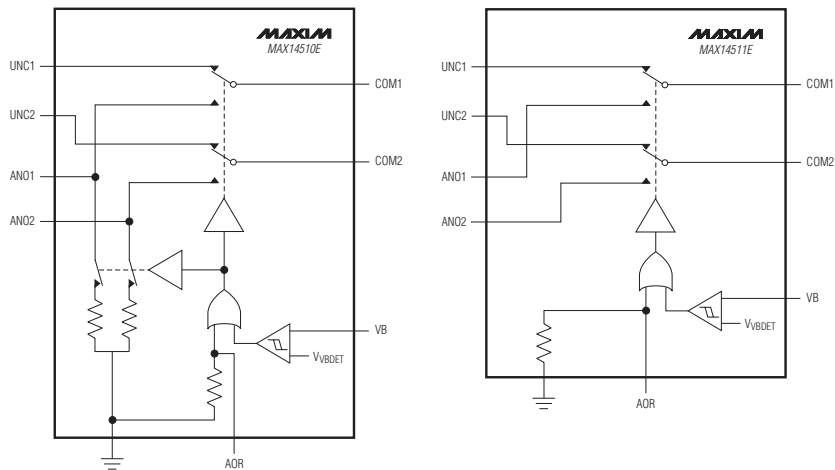 MAXIM
MAX14510E
UNC1
COM1
UNC2
COM2
ANO1
ANO2
VB
VVBDET
AOR
MAXIM
MAX14511E
UNC1
COM1
UNC2
COM2
ANO1
ANO2
VB
VVBDET
AOR